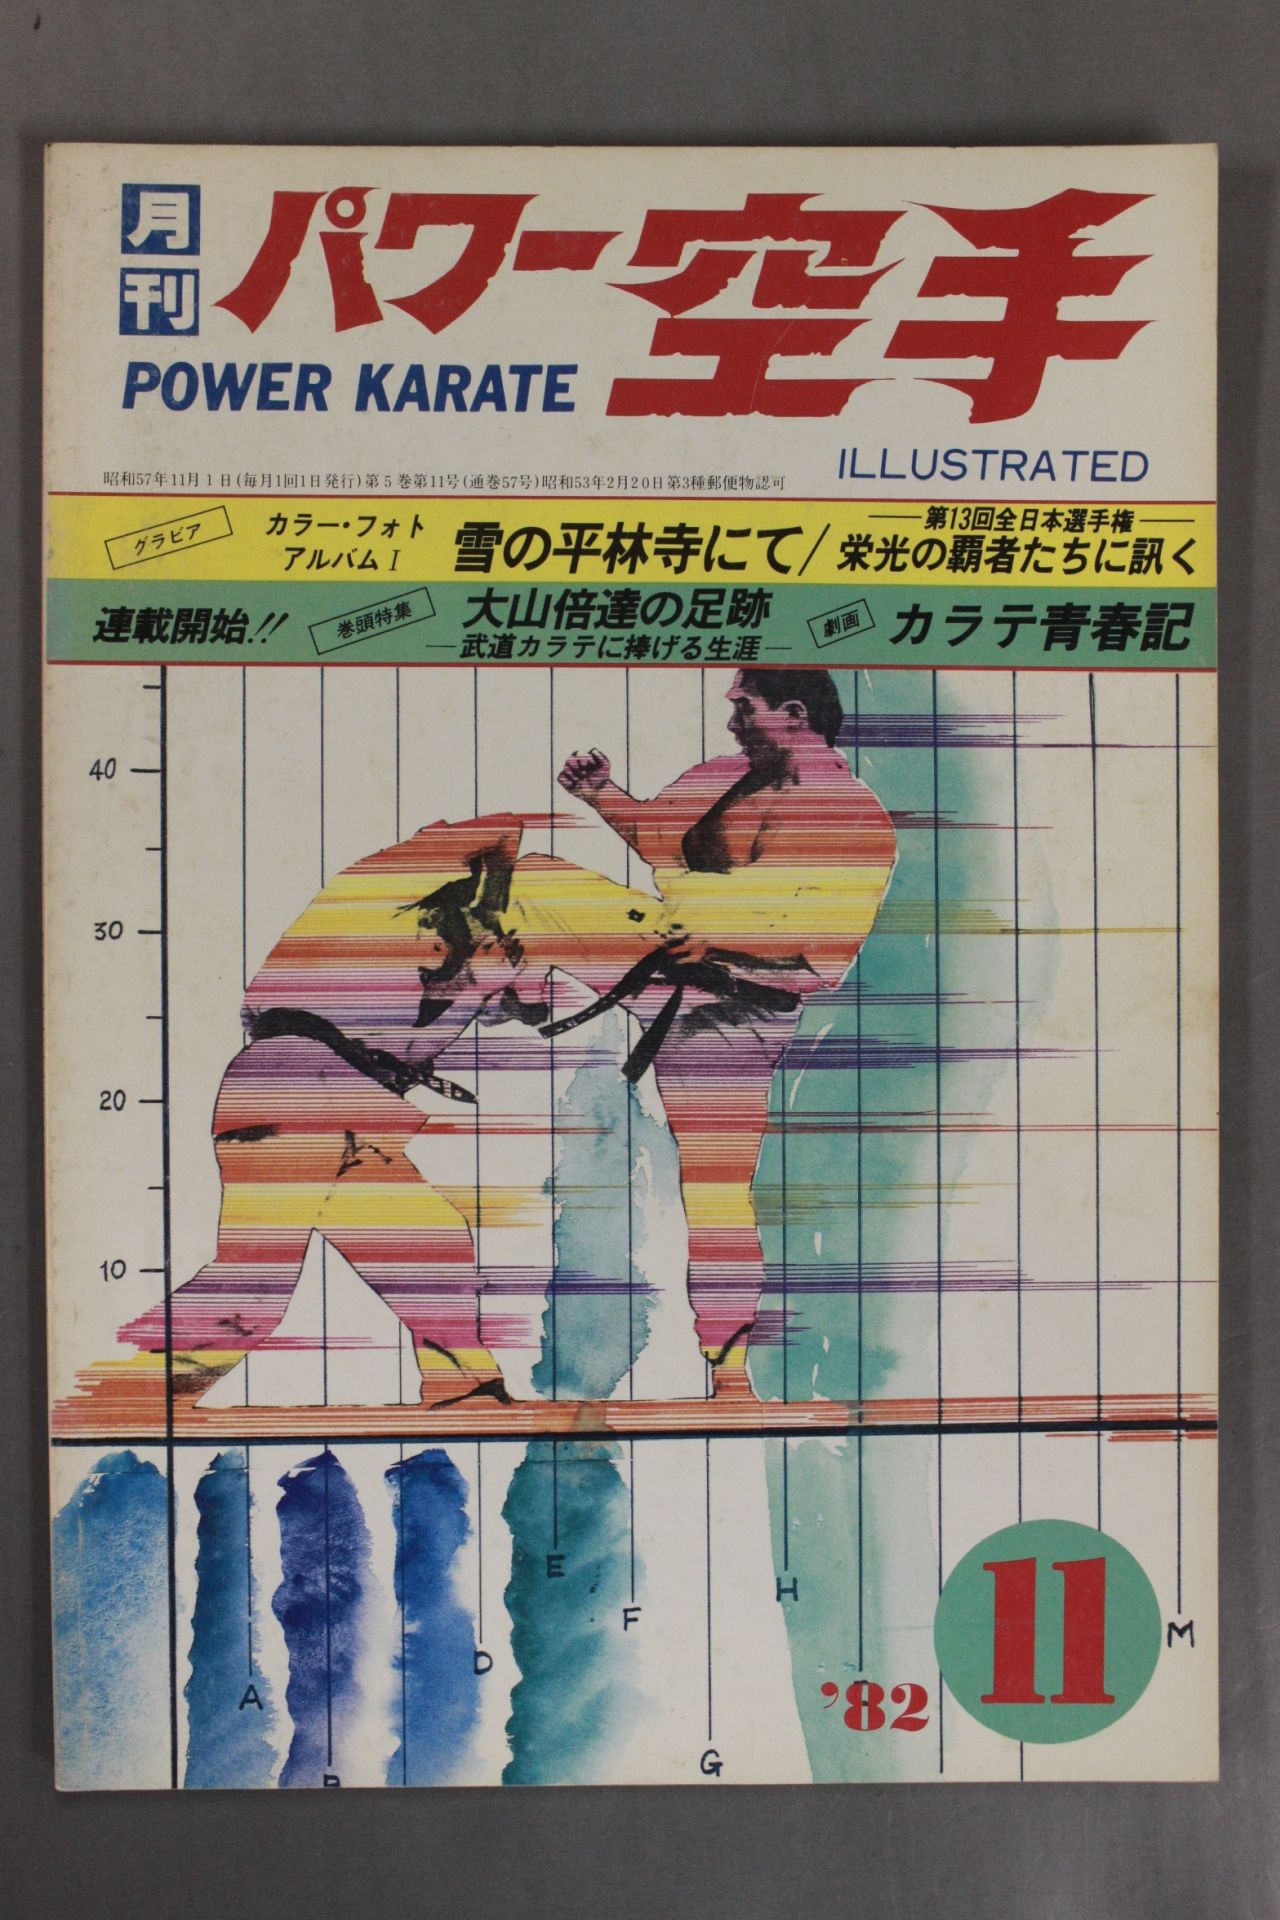 月刊 パワー空手
POWER KARATE
ILLUSTRATED
昭和57年11月1日(毎月1回1日発行)第5巻第11号(通巻57号)昭和53年2月20日第3種郵便物認可
グラビア
カラー・フォト
アルバムⅠ
雪の平林寺にて/
第13回全日本選手権
栄光の覇者たちに訊く
連載開始!!
巻頭特集
大山倍達の足跡
―武道カラテに捧げる生涯―
劇画
カラテ青春記
40
30
20
10
A
B
D
E
F
G
H
M
'82
11